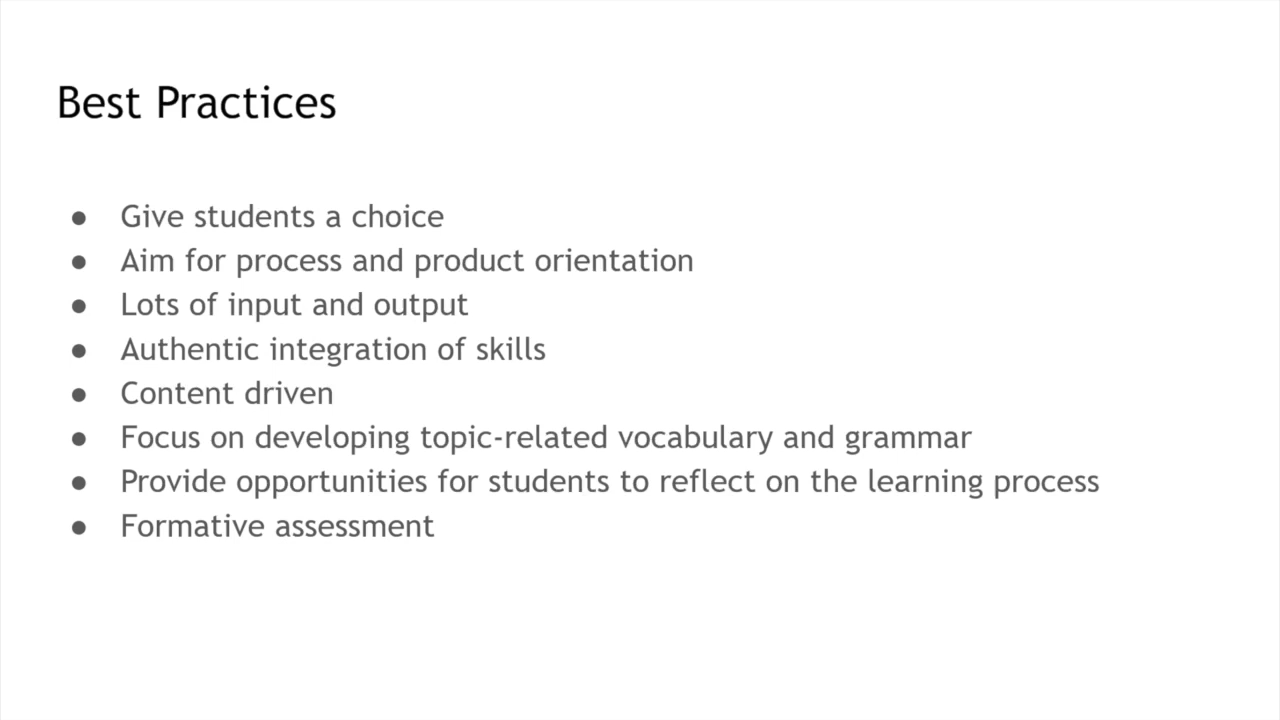 Best Practices
● Give students a choice
● Aim for process and product orientation
● Lots of input and output
● Authentic integration of skills
● Content driven
● Focus on developing topic-related vocabulary and grammar
● Provide opportunities for students to reflect on the learning process
● Formative assessment